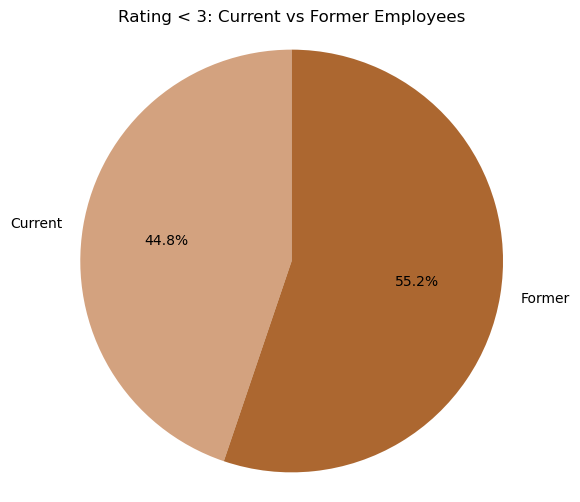 Rating < 3: Current vs Former Employees
Current
44.8%
55.2%
Former